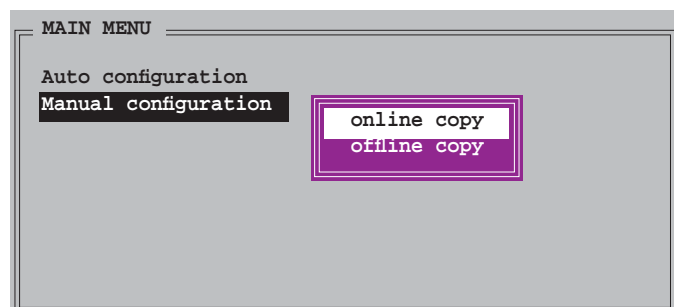 MAIN MENU
Auto configuration
Manual configuration
online copy
offline copy